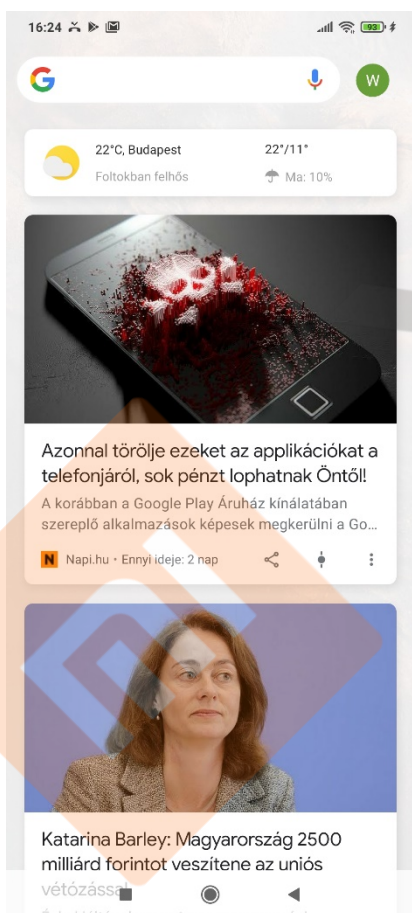 16:24
93
G
W
22°C, Budapest
22°/11°
Foltokban felhős
Ma: 10%
Azonnal törölje ezeket az applikációkat a
telefonjáról, sok pénzt lophatnak Öntől!
A korábban a Google Play Áruház kínálatában
szereplő alkalmazások képesek megkerülni a Go...
N Napi.hu • Ennyi ideje: 2 nap
Katarina Barley: Magyarország 2500
milliárd forintot veszítene az uniós
vétózással